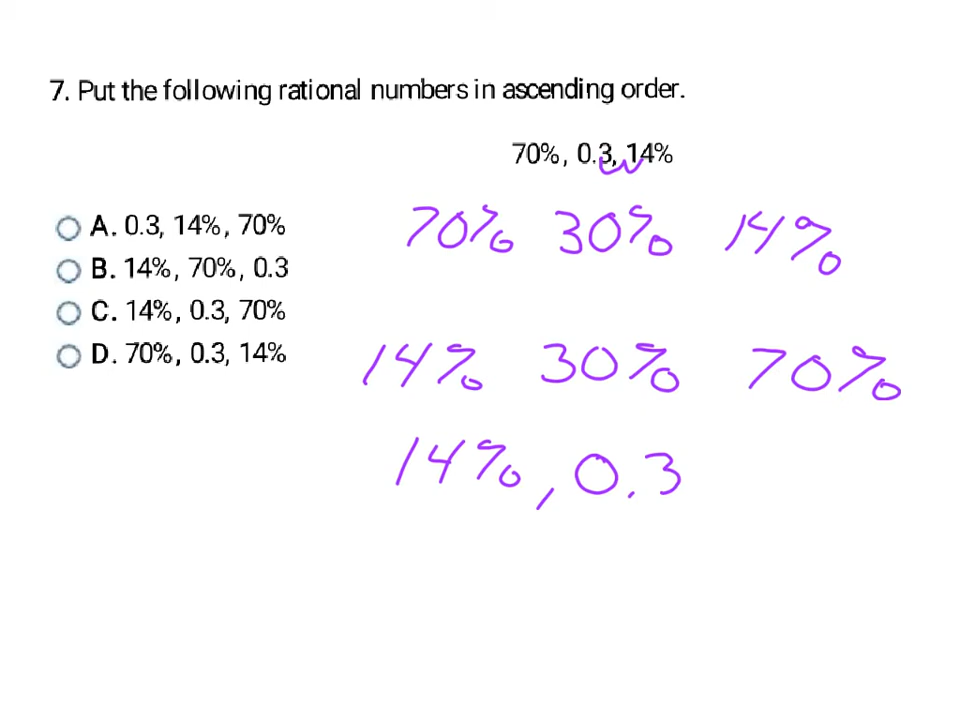 7. Put the following rational numbers in ascending order.
70%, 0.3, 14%
A. 0.3, 14%, 70%
70% 30% 14%
B. 14%, 70%, 0.3
C. 14%, 0.3, 70%
D. 70%, 0.3, 14%
14% 30% 70%
14%, 0.3